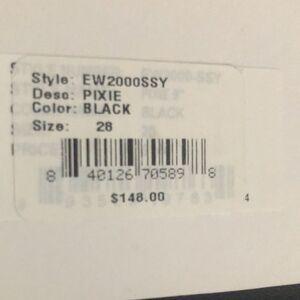 Style: EW2000SSY
Desc: PIXIE
Color: BLACK
Size: 28
8 40126 70589 8
$148.00
4